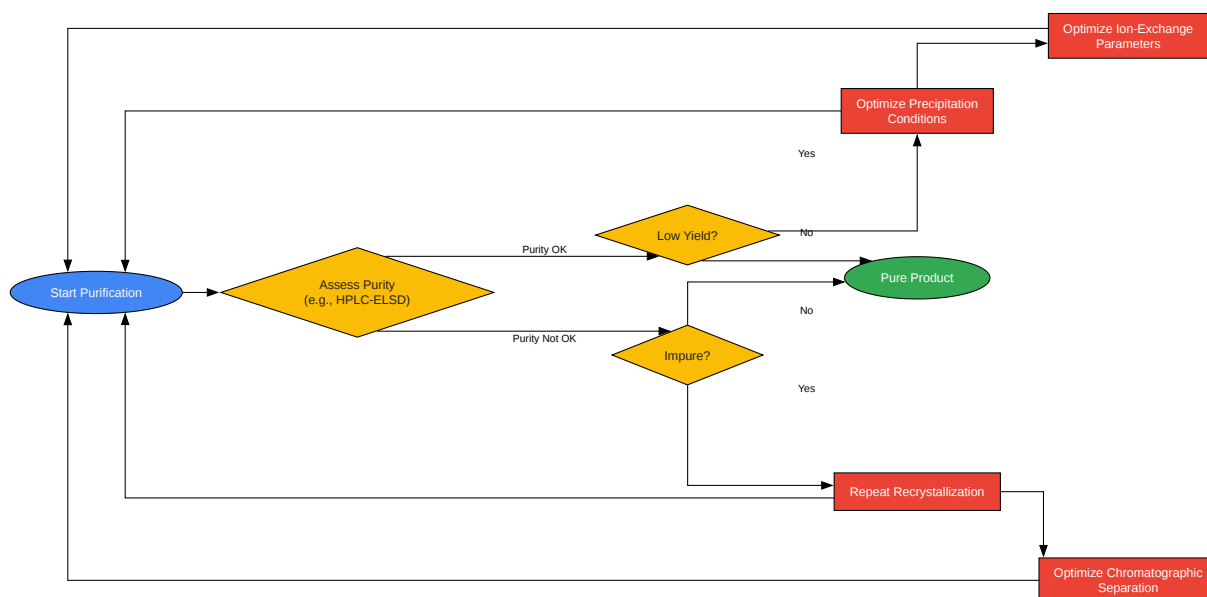 Optimize Ion-Exchange
Parameters
Optimize Precipitation
Conditions
Yes
Low Yield?
No
Purity OK
Assess Purity
(e.g., HPLC-ELSD)
Start Purification
Pure Product
No
Purity Not OK
Impure?
Yes
Repeat Recrystallization
Optimize Chromatographic
Separation